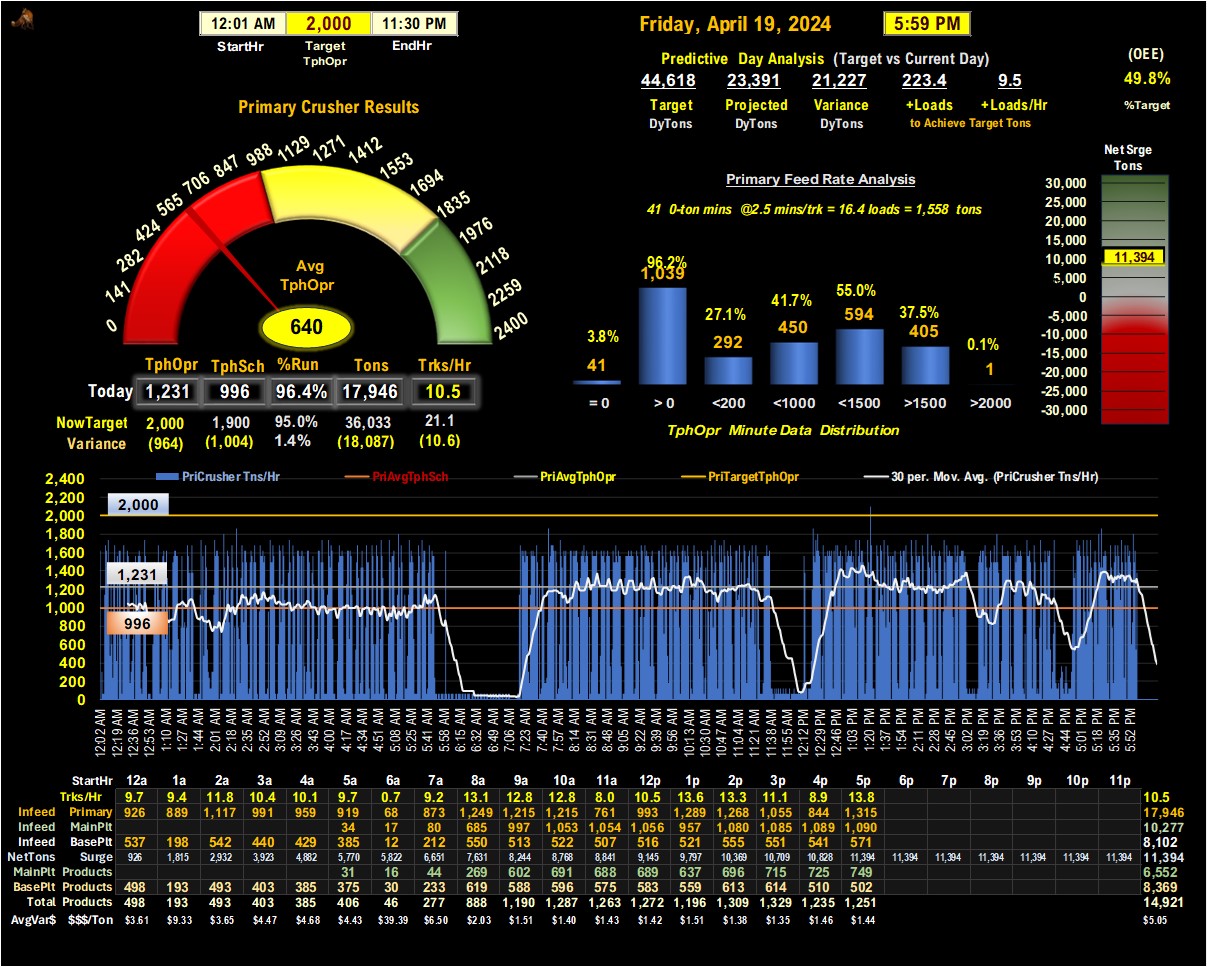 12:01 AM 2,000 11:30 PM
StartHr Target EndHr
TphOpr
Friday, April 19, 2024 5:59 PM
Predictive Day Analysis (Target vs Current Day)
44,618 23,391 21,227 223.4 9.5
Target Projected Variance +Loads +Loads/Hr
DyTons DyTons DyTons to Achieve Target Tons
(OEE)
49.8%
%Target
Primary Crusher Results
0 141 282 424 565 706 847 988 1129 1271 1412 1553 1694 1835 1976 2118 2259 2400
Avg
TphOpr
640
TphOpr TphSch %Run Tons Trks/Hr
Today 1,231 996 96.4% 17,946 10.5
NowTarget 2,000 1,900 95.0% 36,033 21.1
Variance (964) (1,004) 1.4% (18,087) (10.6)
Primary Feed Rate Analysis
41 0-ton mins @2.5 mins/trk = 16.4 loads = 1,558 tons
3.8% 96.2% 27.1% 41.7% 55.0% 37.5% 0.1%
41 1,039 292 450 594 405 1
= 0 > 0 <200 <1000 <1500 >1500 >2000
TphOpr Minute Data Distribution
Net Srge
Tons
30,000
25,000
20,000
15,000
10,000 11,394
5,000
0
-5,000
-10,000
-15,000
-20,000
-25,000
-30,000
PriCrusher Tns/Hr PriAvgTphSch PriAvgTphOpr PriTargetTphOpr 30 per. Mov. Avg. (PriCrusher Tns/Hr)
2,400
2,200
2,000
1,800
1,600
1,400
1,200
1,000
800
600
400
200
0
2,000
1,231
996
12:02 AM 12:19 AM 12:36 AM 12:53 AM 1:10 AM 1:27 AM 1:44 AM 2:01 AM 2:18 AM 2:35 AM 2:52 AM 3:09 AM 3:26 AM 3:43 AM 4:00 AM 4:17 AM 4:34 AM 4:51 AM 5:08 AM 5:25 AM 5:41 AM 5:58 AM 6:15 AM 6:32 AM 6:49 AM 7:06 AM 7:23 AM 7:40 AM 7:57 AM 8:14 AM 8:31 AM 8:48 AM 9:05 AM 9:22 AM 9:39 AM 9:56 AM 10:13 AM 10:30 AM 10:47 AM 11:04 AM 11:21 AM 11:38 AM 11:55 AM 12:12 PM 12:29 PM 12:46 PM 1:03 PM 1:20 PM 1:37 PM 1:54 PM 2:11 PM 2:28 PM 2:45 PM 3:02 PM 3:19 PM 3:36 PM 3:53 PM 4:10 PM 4:27 PM 4:44 PM 5:01 PM 5:18 PM 5:35 PM 5:52 PM
StartHr 12a 1a 2a 3a 4a 5a 6a 7a 8a 9a 10a 11a 12p 1p 2p 3p 4p 5p 6p 7p 8p 9p 10p 11p
Trks/Hr 9.7 9.4 11.8 10.4 10.1 9.7 0.7 9.2 13.1 12.8 12.8 8.0 10.5 13.6 13.3 11.1 8.9 13.8 10.5
Infeed Primary 926 889 1,117 991 959 919 68 873 1,249 1,215 1,215 761 993 1,289 1,268 1,055 844 1,315 17,946
Infeed MainPlt 34 17 80 685 997 1,053 1,054 1,056 957 1,080 1,085 1,089 1,090 10,277
Infeed BasePlt 537 198 542 440 429 385 12 212 550 513 522 507 516 521 555 551 541 571 8,102
NetTons Surge 926 1,815 2,932 3,923 4,882 5,770 5,822 6,651 7,631 8,244 8,768 8,841 9,145 9,797 10,369 10,709 10,828 11,394 11,394 11,394 11,394 11,394 11,394 11,394 11,394
MainPlt Products 31 16 44 269 602 691 688 689 637 696 715 725 749 6,552
BasePlt Products 498 193 493 403 385 375 30 233 619 588 596 575 583 559 613 614 510 502 8,369
Total Products 498 193 493 403 385 406 46 277 888 1,190 1,287 1,263 1,272 1,196 1,309 1,329 1,235 1,251 14,921
AvgVar$ $$$/Ton $3.61 $9.33 $3.65 $4.47 $4.68 $4.43 $39.39 $6.50 $2.03 $1.51 $1.40 $1.43 $1.42 $1.51 $1.38 $1.35 $1.46 $1.44 $5.05